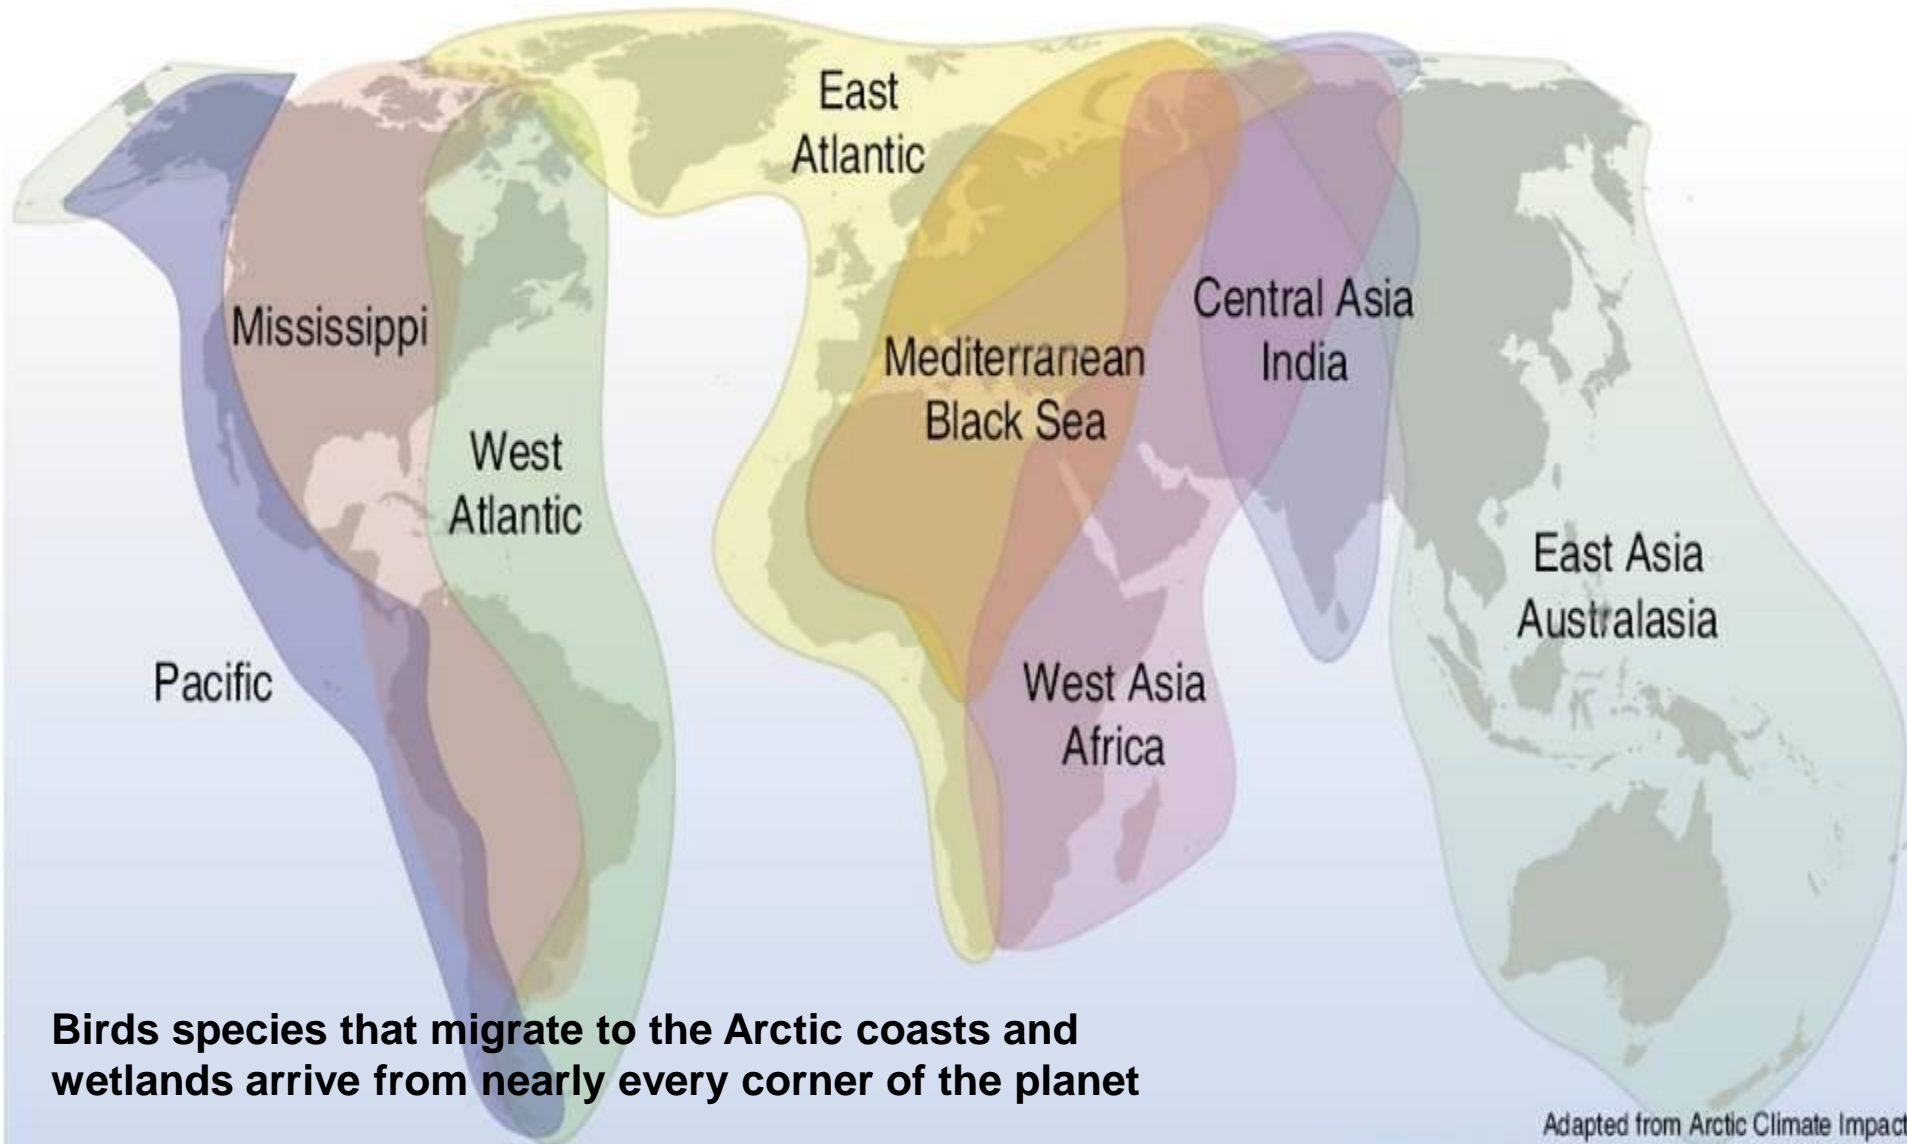 East
Atlantic
Mississippi
West
Atlantic
Pacific
Mediterranean
Black Sea
Central Asia
India
West Asia
Africa
East Asia
Australasia
Birds species that migrate to the Arctic coasts and
wetlands arrive from nearly every corner of the planet
Adapted from Arctic Climate Impact